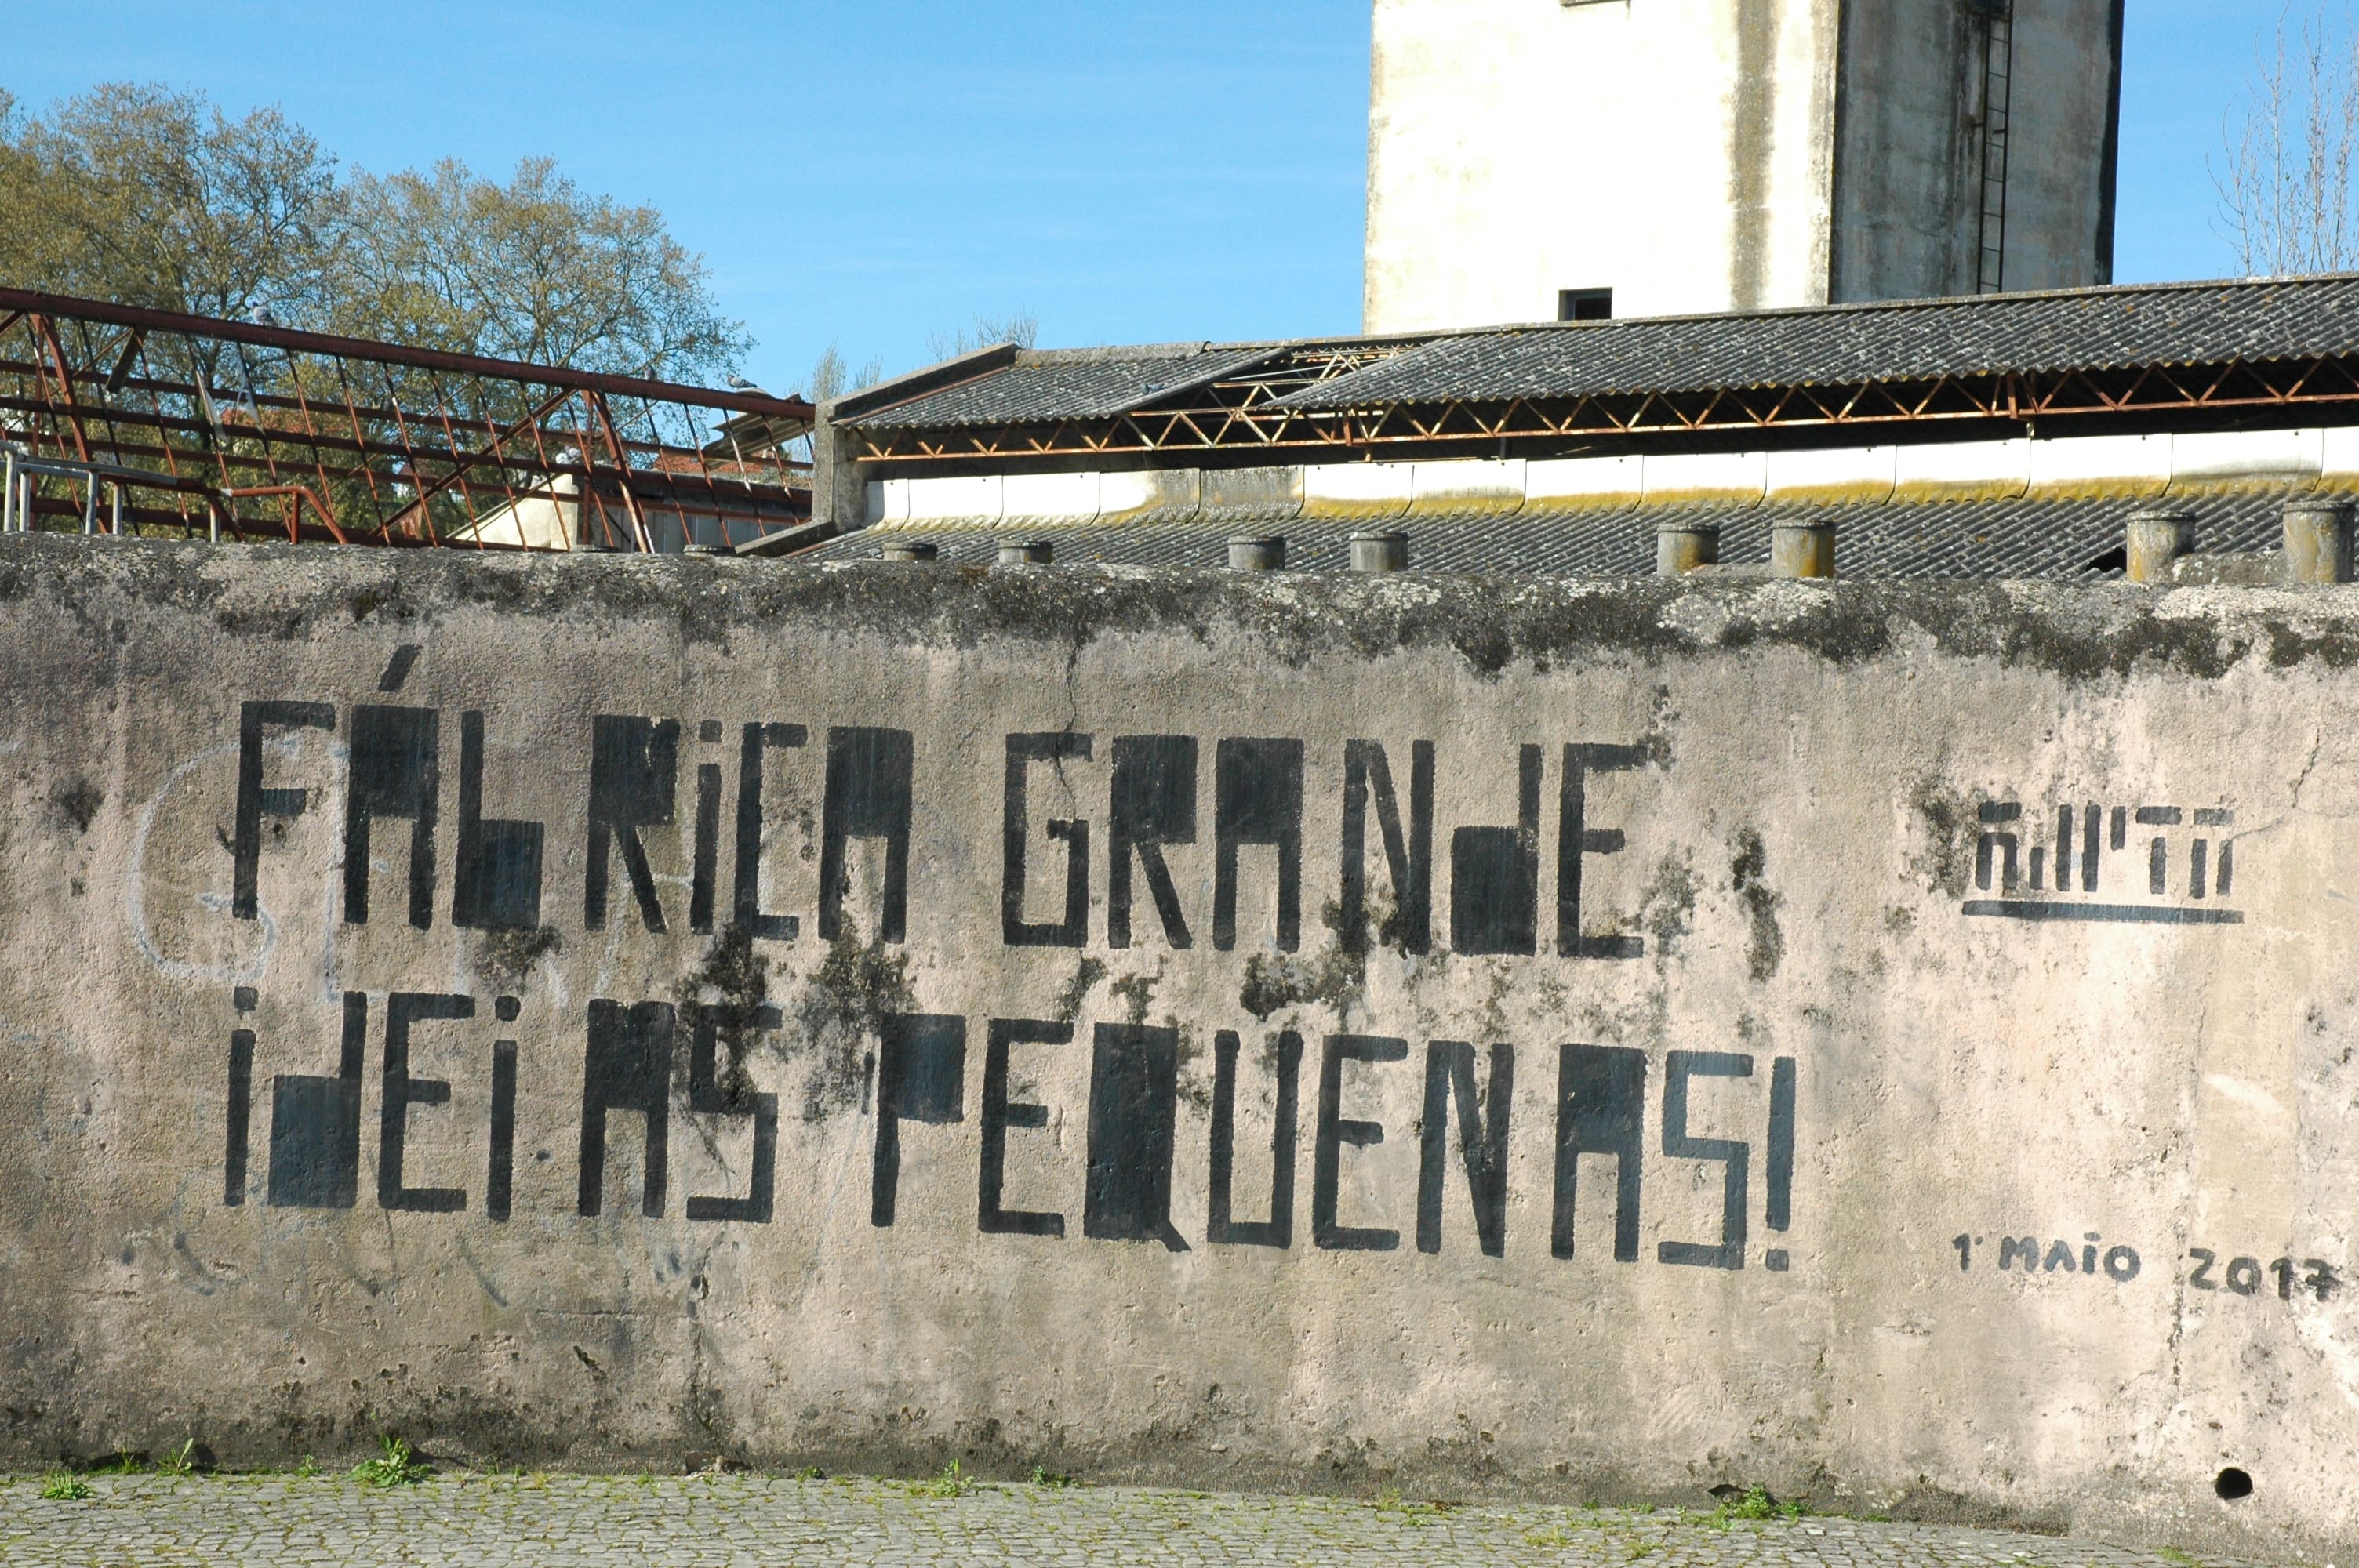 FÁbRiCA GRANdE
idEiAS PEQUENAS!
1º MAiO 2017